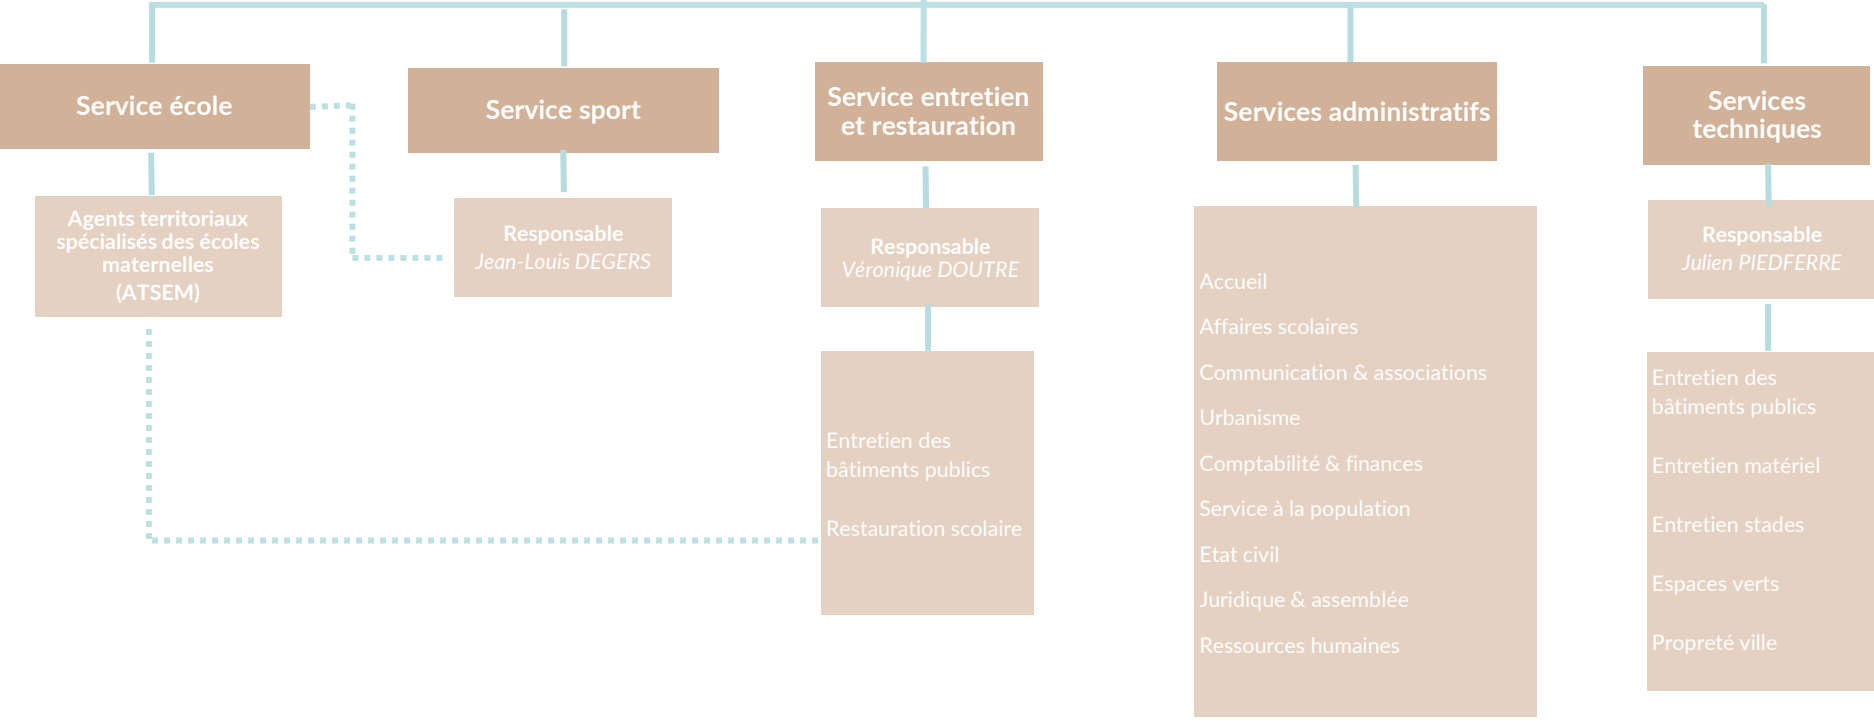 Service école
Agents territoriaux
spécialisés des écoles
maternelles
(ATSEM)
Service sport
Responsable
Jean-Louis DEGERS
Service entretien
et restauration
Responsable
Véronique DOUTRE
Entretien des
bâtiments publics
Restauration scolaire
Services administratifs
Accueil
Affaires scolaires
Communication & associations
Urbanisme
Comptabilité & finances
Service à la population
Etat civil
Juridique & assemblée
Ressources humaines
Services
techniques
Responsable
Julien PIEDFERRE
Entretien des
bâtiments publics
Entretien matériel
Entretien stades
Espaces verts
Propreté ville